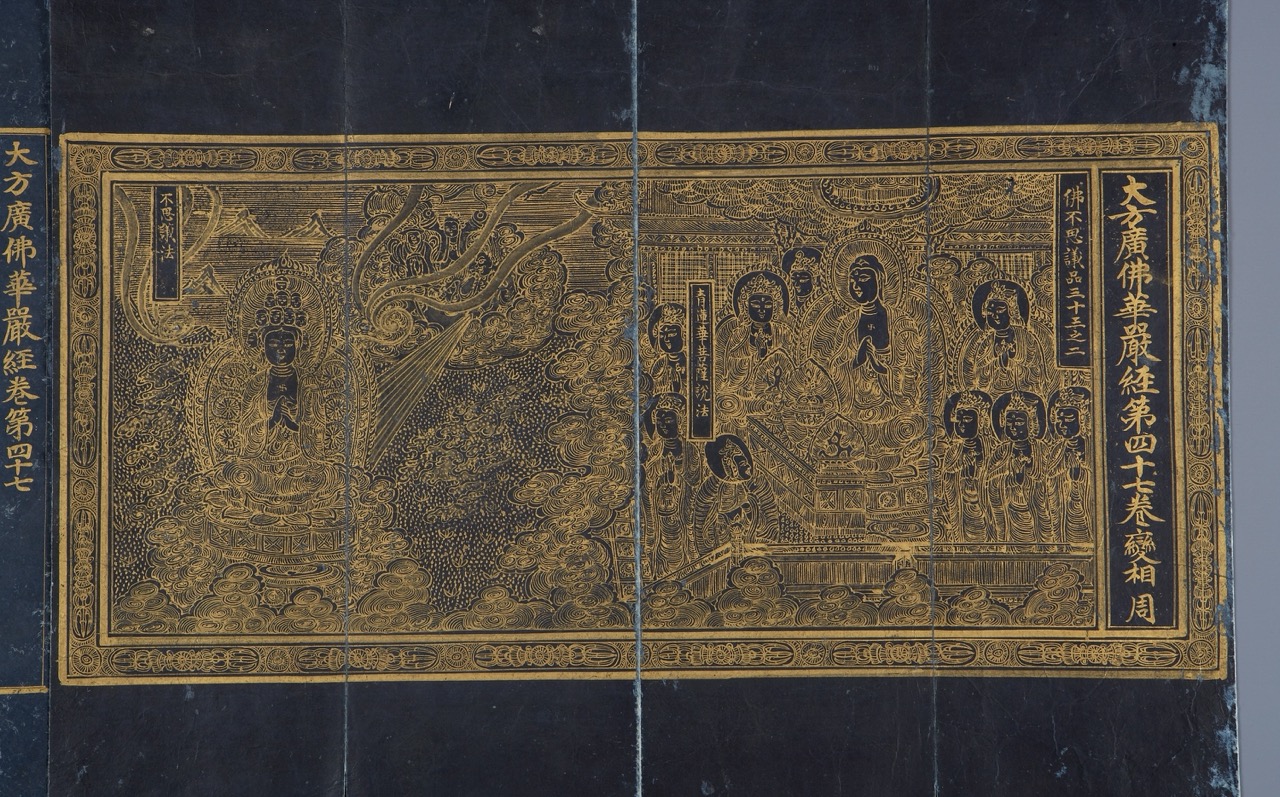 大方廣佛華嚴經第四十七卷變相 周
佛不思議品三十三之二
青蓮華菩薩說法
不思議法
大方廣佛華嚴經卷第四十七